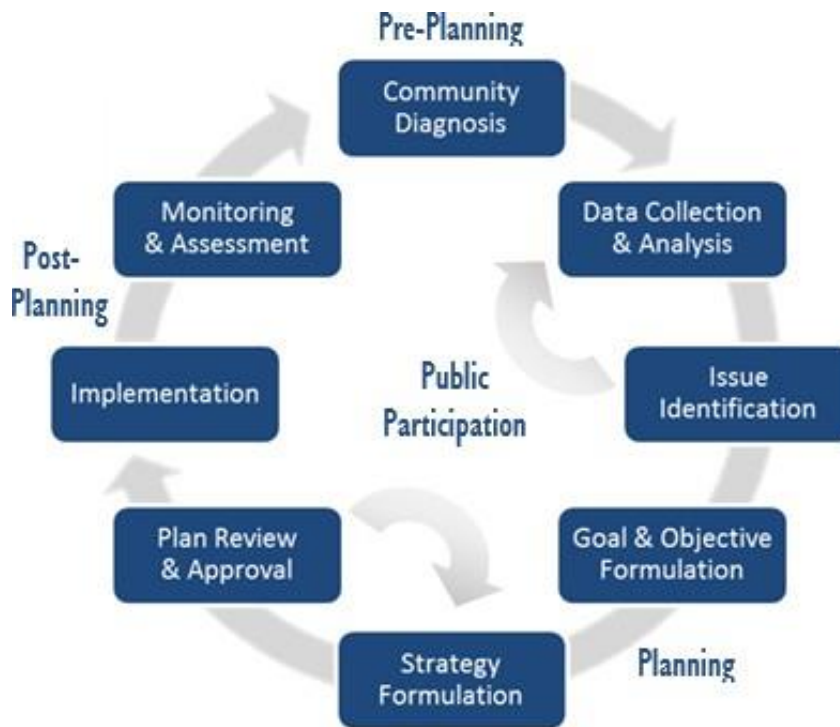 Pre-Planning
Community
Diagnosis
Data Collection
& Analysis
Issue
Identification
Goal & Objective
Formulation
Planning
Strategy
Formulation
Plan Review
& Approval
Implementation
Post-
Planning
Monitoring
& Assessment
Public
Participation